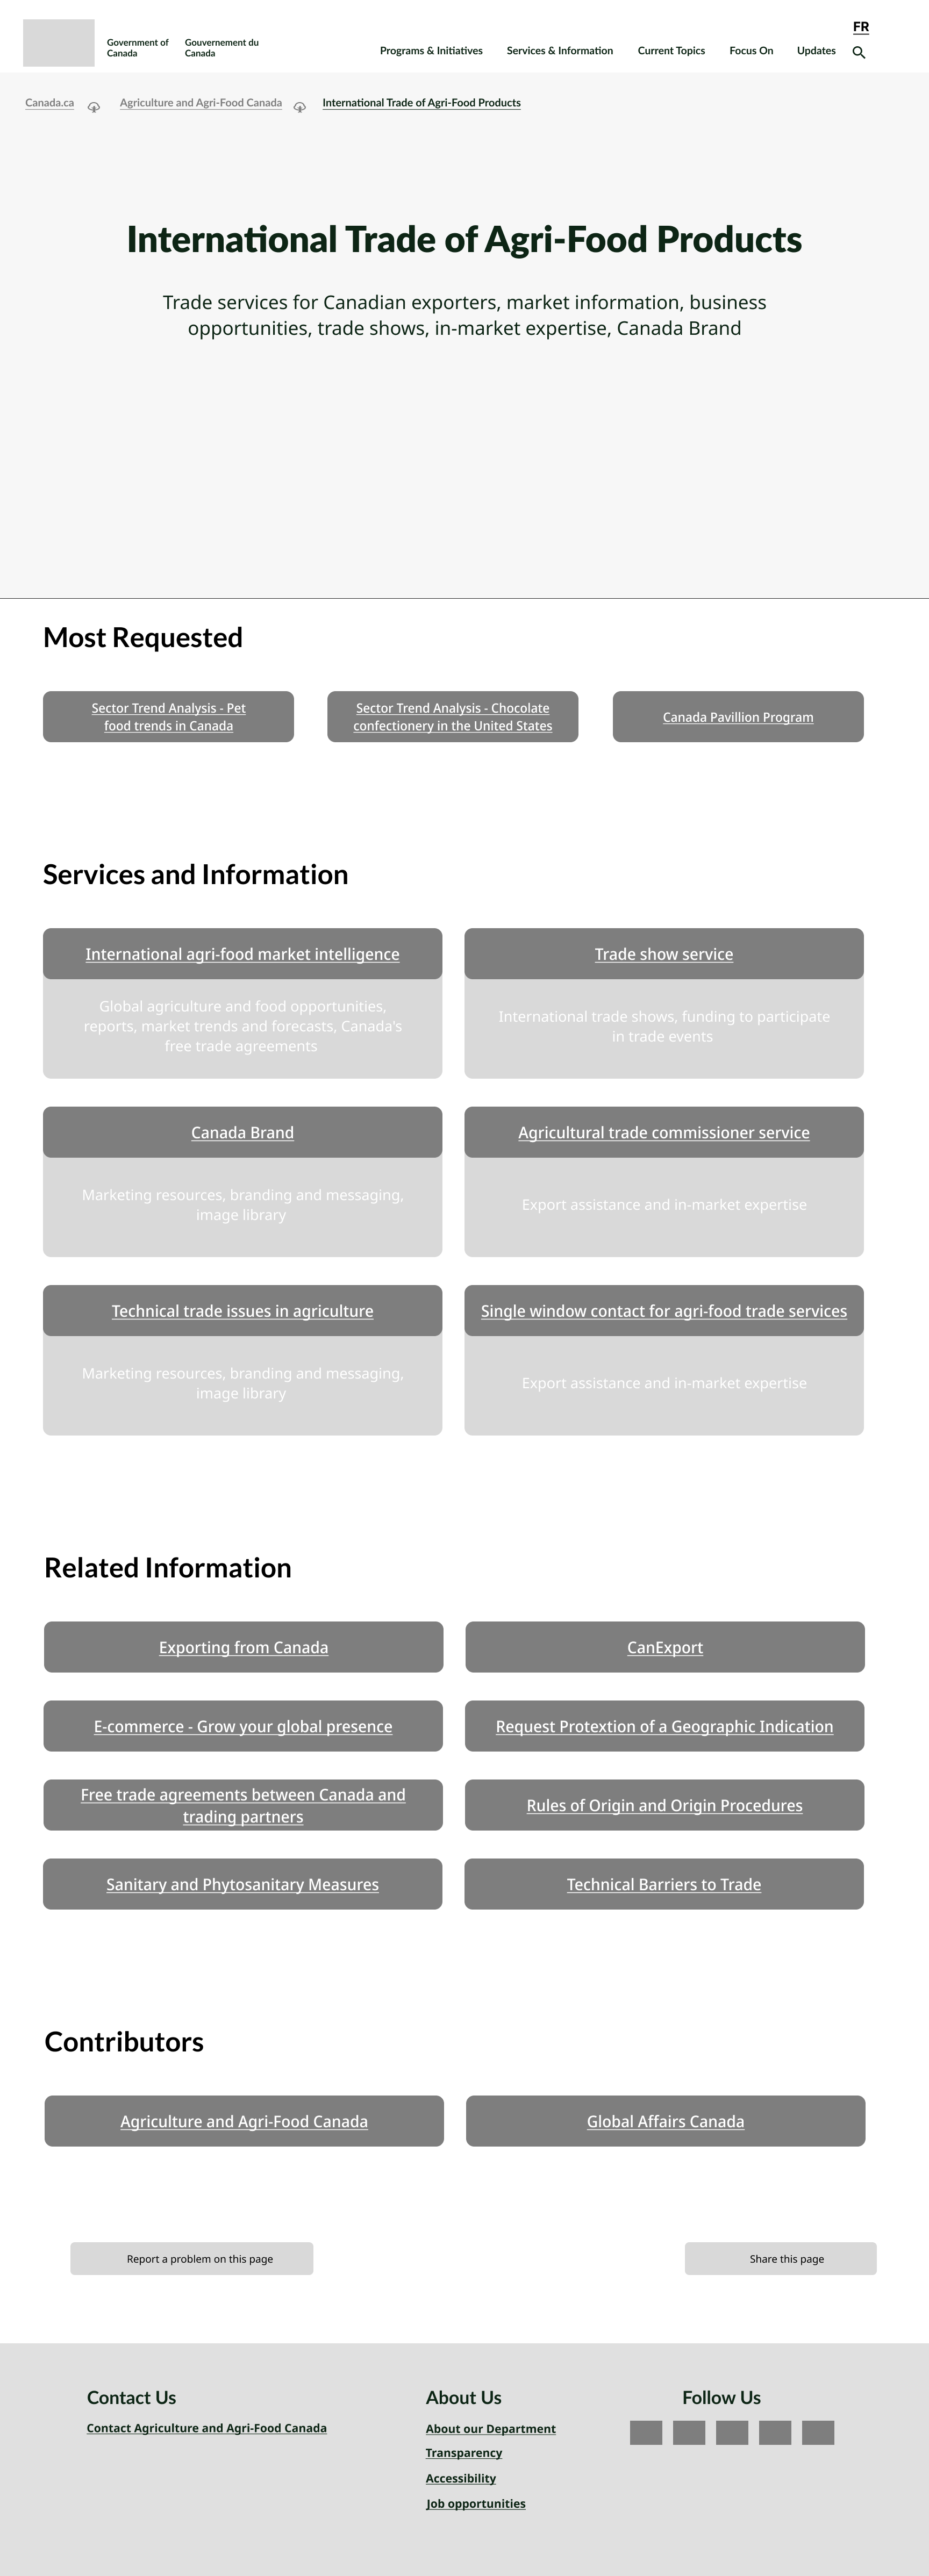 Government of
Canada
Gouvernement du
Canada
FR
Programs & Initiatives
Services & Information
Current Topics
Focus On
Updates
Canada.ca
Agriculture and Agri-Food Canada
International Trade of Agri-Food Products
International Trade of Agri-Food Products
Trade services for Canadian exporters, market information, business
opportunities, trade shows, in-market expertise, Canada Brand
Most Requested
Sector Trend Analysis - Pet
food trends in Canada
Sector Trend Analysis - Chocolate
confectionery in the United States
Canada Pavillion Program
Services and Information
International agri-food market intelligence
Global agriculture and food opportunities,
reports, market trends and forecasts, Canada's
free trade agreements
Trade show service
International trade shows, funding to participate
in trade events
Canada Brand
Marketing resources, branding and messaging,
image library
Agricultural trade commissioner service
Export assistance and in-market expertise
Technical trade issues in agriculture
Marketing resources, branding and messaging,
image library
Single window contact for agri-food trade services
Export assistance and in-market expertise
Related Information
Exporting from Canada
CanExport
E-commerce - Grow your global presence
Request Protextion of a Geographic Indication
Free trade agreements between Canada and
trading partners
Rules of Origin and Origin Procedures
Sanitary and Phytosanitary Measures
Technical Barriers to Trade
Contributors
Agriculture and Agri-Food Canada
Global Affairs Canada
Report a problem on this page
Share this page
Contact Us
Contact Agriculture and Agri-Food Canada
About Us
About our Department
Transparency
Accessibility
Job opportunities
Follow Us